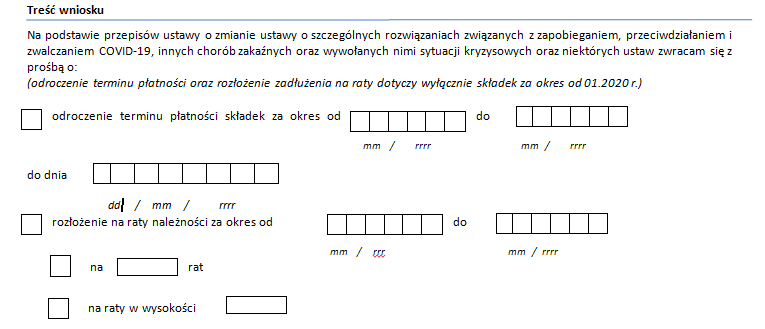 Treść wniosku
Na podstawie przepisów ustawy o zmianie ustawy o szczególnych rozwiązaniach związanych z zapobieganiem, przeciwdziałaniem i
zwalczaniem COVID-19, innych chorób zakaźnych oraz wywołanych nimi sytuacji kryzysowych oraz niektórych ustaw zwracam się z
prośbą o:
(odroczenie terminu płatności oraz rozłożenie zadłużenia na raty dotyczy wyłącznie składek za okres od 01.2020 r.)
odroczenie terminu płatności składek za okres od do
mm / rrrr mm / rrrr
do dnia
dd / mm / rrrr
rozłożenie na raty należności za okres od do
mm / rrr mm / rrrr
na rat
na raty w wysokości